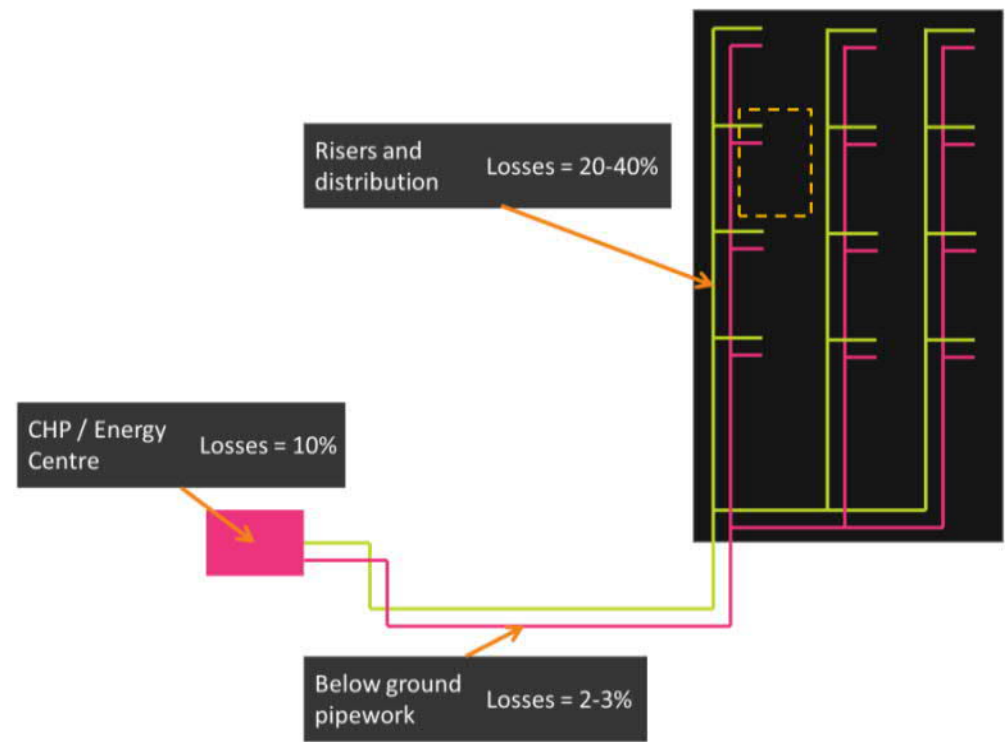 Risers and
distribution
Losses = 20-40%
CHP / Energy
Centre
Losses = 10%
Below ground
pipework
Losses = 2-3%